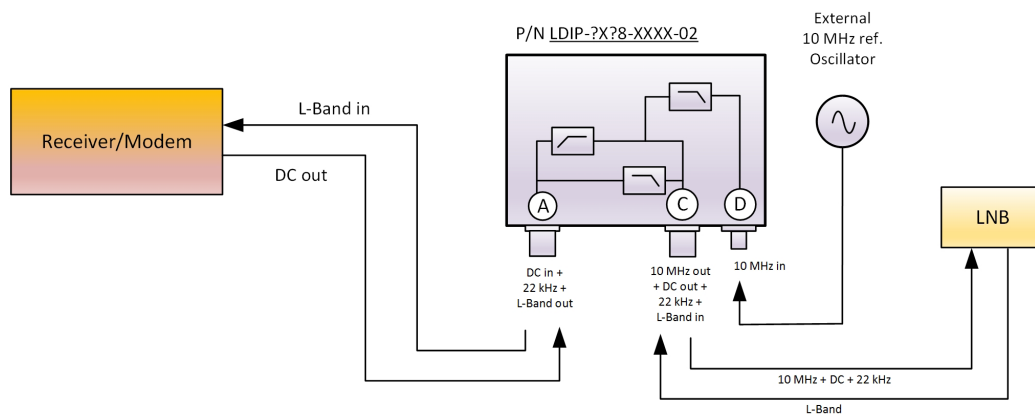 P/N LDIP-?X?8-XXXX-02
External
10 MHz ref.
Oscillator
Receiver/Modem
L-Band in
DC out
A
C
D
LNB
DC in +
22 kHz +
L-Band out
10 MHz out
+ DC out +
22 kHz +
L-Band in
10 MHz in
10 MHz + DC + 22 kHz
L-Band